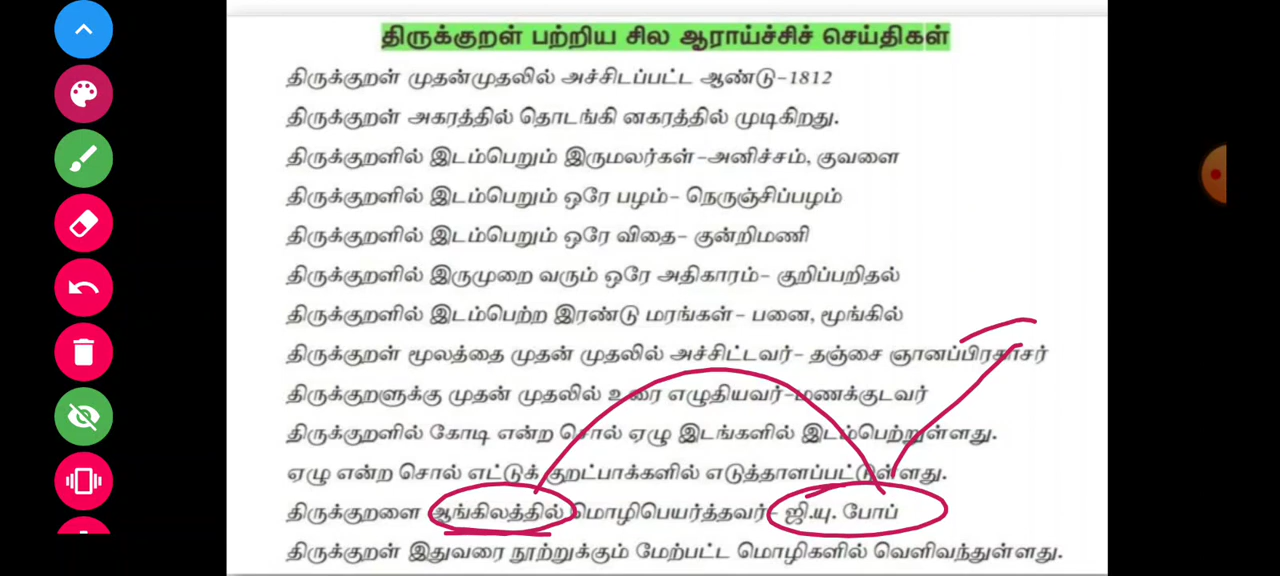 திருக்குறள் பற்றிய சில ஆராய்ச்சிச் செய்திகள்
திருக்குறள் முதன்முதலில் அச்சிடப்பட்ட ஆண்டு-1812
திருக்குறள் அகரத்தில் தொடங்கி னகரத்தில் முடிகிறது.
திருக்குறளில் இடம்பெறும் இருமலர்கள்-அனிச்சம், குவளை
திருக்குறளில் இடம்பெறும் ஒரே பழம்- நெருஞ்சிப்பழம்
திருக்குறளில் இடம்பெறும் ஒரே விதை- குன்றிமணி
திருக்குறளில் இருமுறை வரும் ஒரே அதிகாரம்- குறிப்பறிதல்
திருக்குறளில் இடம்பெற்ற இரண்டு மரங்கள்- பனை, மூங்கில்
திருக்குறள் மூலத்தை முதன் முதலில் அச்சிட்டவர்- தஞ்சை ஞானப்பிரகாசர்
திருக்குறளுக்கு முதன் முதலில் உரை எழுதியவர்-மணக்குடவர்
திருக்குறளில் கோடி என்ற சொல் ஏழு இடங்களில் இடம்பெற்றுள்ளது.
ஏழு என்ற சொல் எட்டுக் குறட்பாக்களில் எடுத்தாளப்பட்டுள்ளது.
திருக்குறளை ஆங்கிலத்தில் மொழிபெயர்த்தவர்- ஜி.யு. போப்
திருக்குறள் இதுவரை நூற்றுக்கும் மேற்பட்ட மொழிகளில் வெளிவந்துள்ளது.